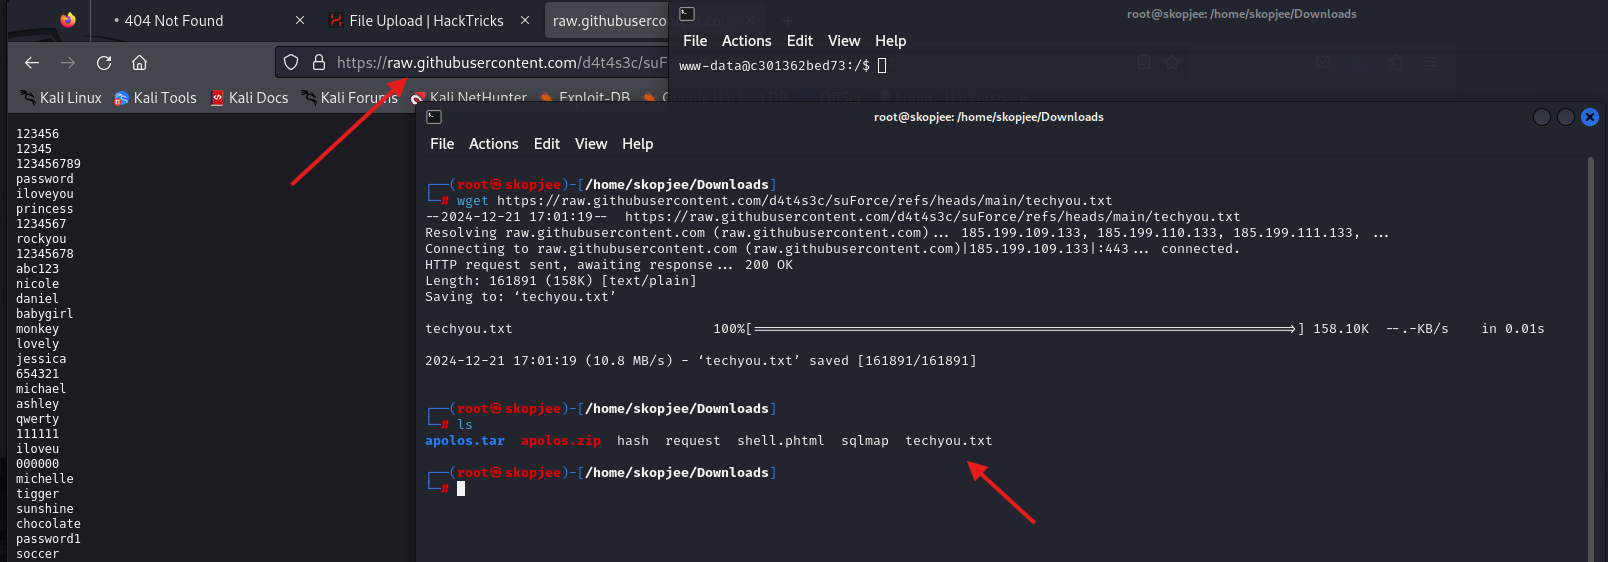 404 Not Found
File Upload | HackTricks
raw.githubusercont
https://raw.githubusercontent.com/d4t4s3c/suF
Kali Linux Kali Tools Kali Docs Kali Forums Kali NetHunter Exploit-DB
123456
12345
123456789
password
iloveyou
princess
1234567
rockyou
12345678
abc123
nicole
daniel
babygirl
monkey
lovely
jessica
654321
michael
ashley
qwerty
111111
iloveu
000000
michelle
tigger
sunshine
chocolate
password1
soccer
root@skopjee: /home/skopjee/Downloads
File Actions Edit View Help
www-data@c301362bed73:/$
root@skopjee: /home/skopjee/Downloads
File Actions Edit View Help
┌──(root㉿skopjee)-[/home/skopjee/Downloads]
└─# wget https://raw.githubusercontent.com/d4t4s3c/suForce/refs/heads/main/techyou.txt
--2024-12-21 17:01:19--  https://raw.githubusercontent.com/d4t4s3c/suForce/refs/heads/main/techyou.txt
Resolving raw.githubusercontent.com (raw.githubusercontent.com)... 185.199.109.133, 185.199.110.133, 185.199.111.133, ...
Connecting to raw.githubusercontent.com (raw.githubusercontent.com)|185.199.109.133|:443... connected.
HTTP request sent, awaiting response... 200 OK
Length: 161891 (158K) [text/plain]
Saving to: ‘techyou.txt’
techyou.txt 100%[===================>] 158.10K --.-KB/s in 0.01s
2024-12-21 17:01:19 (10.8 MB/s) - ‘techyou.txt’ saved [161891/161891]
┌──(root㉿skopjee)-[/home/skopjee/Downloads]
└─# ls
apolos.tar apolos.zip hash request shell.phtml sqlmap techyou.txt
┌──(root㉿skopjee)-[/home/skopjee/Downloads]
└─#